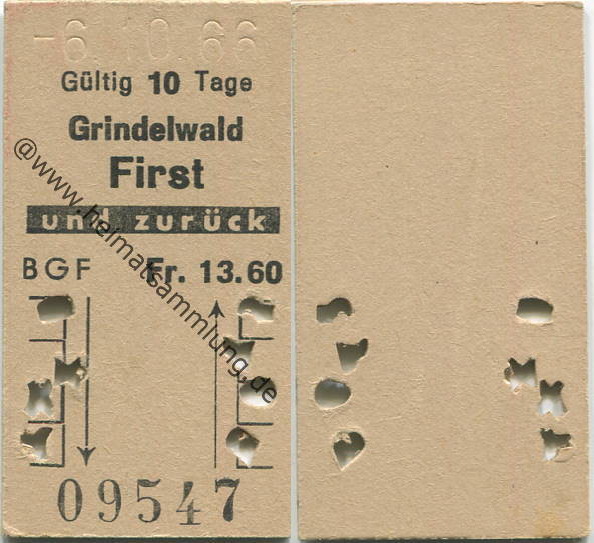 -6.10.66
Gültig 10 Tage
Grindelwald
First
und zurück
BGF Fr. 13.60
09547
@www.heimatsammlung.de